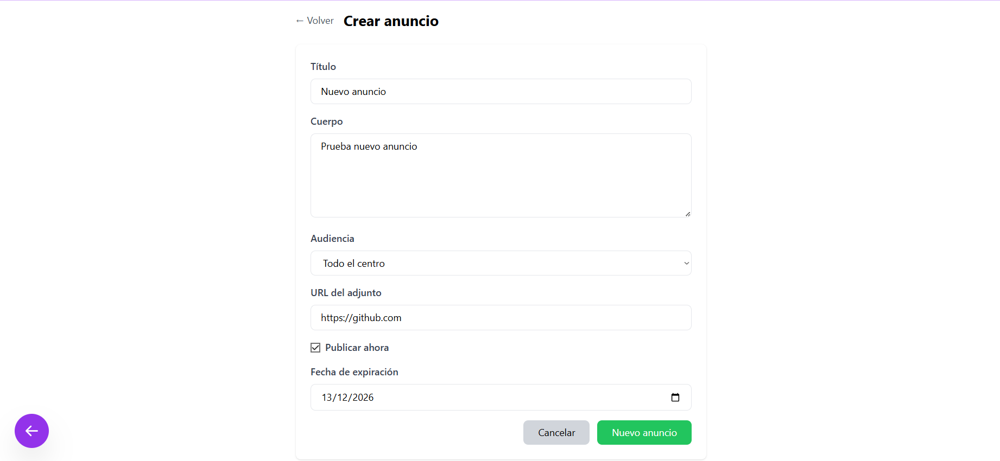 ← Volver Crear anuncio
Título
Nuevo anuncio
Cuerpo
Prueba nuevo anuncio
Audiencia
Todo el centro
URL del adjunto
https://github.com
Publicar ahora
Fecha de expiración
13/12/2026
Cancelar Nuevo anuncio